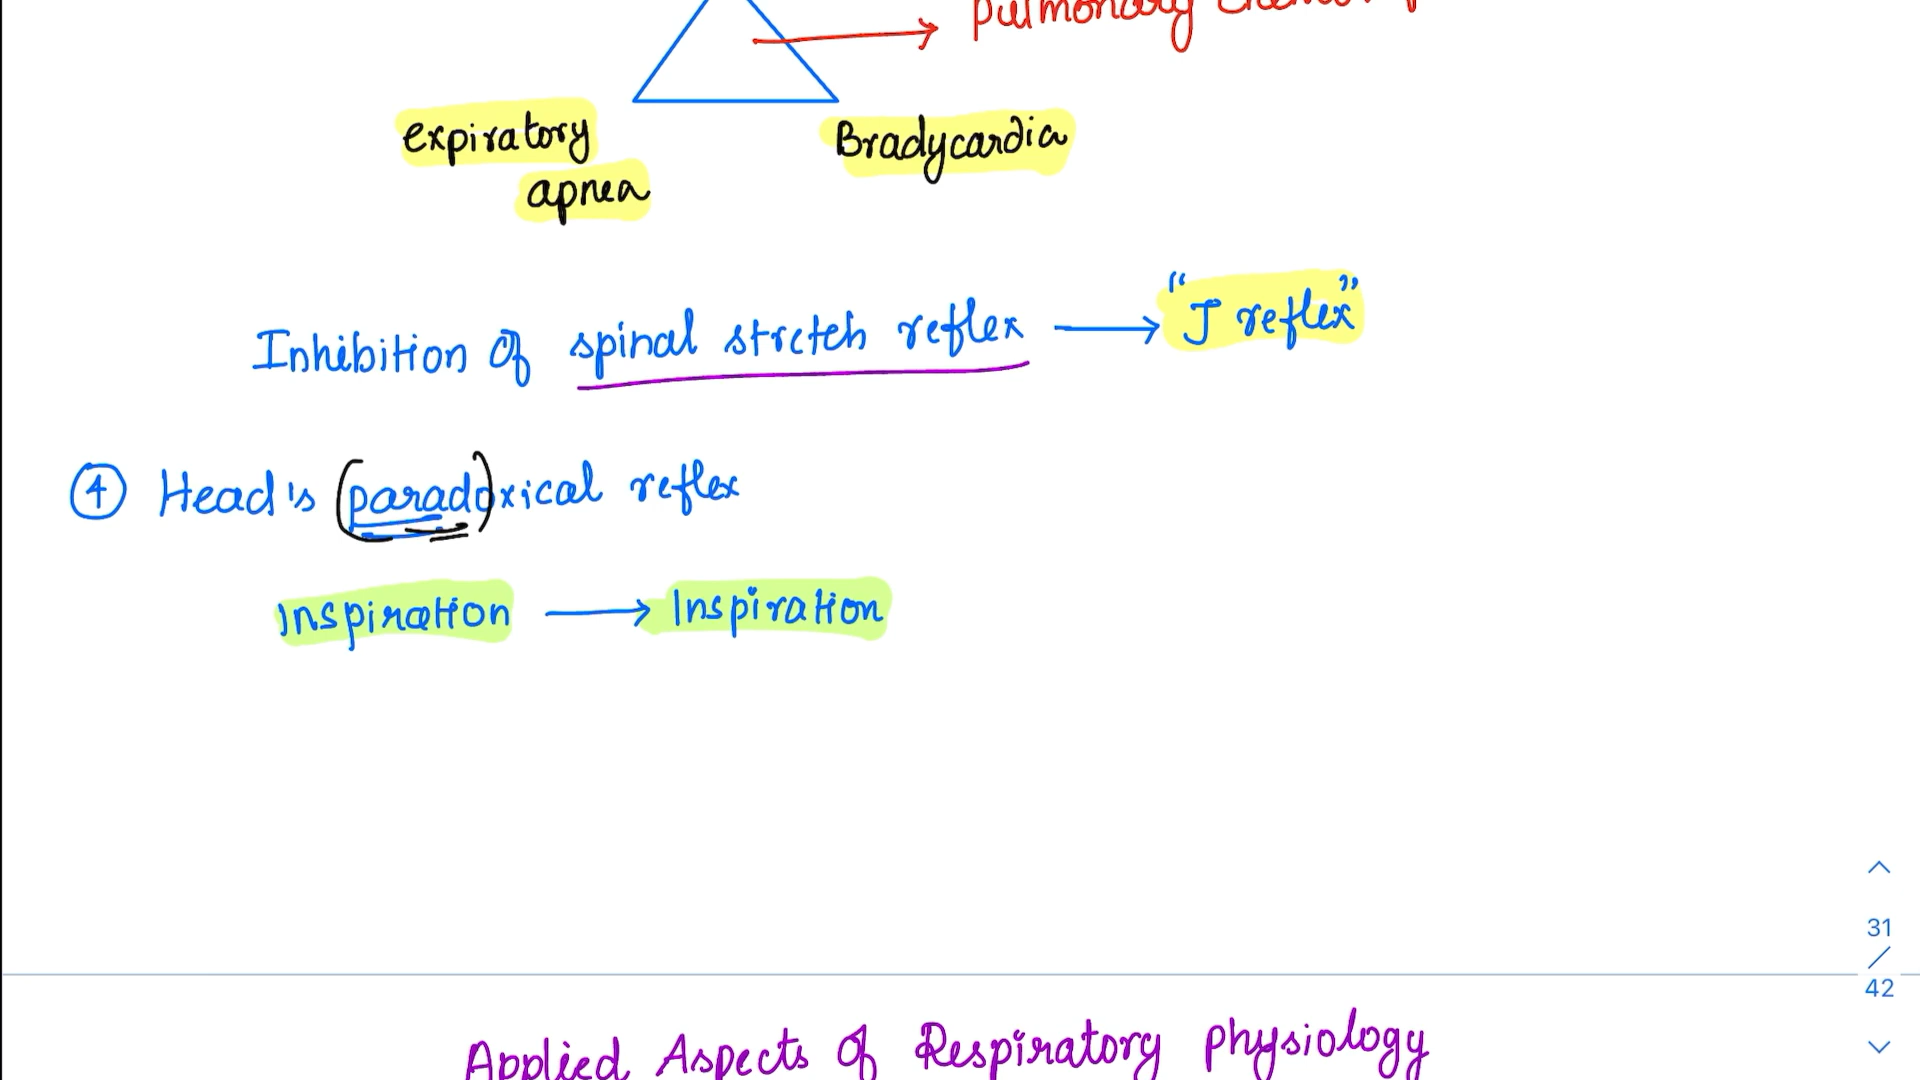 Pulmonary
expiratory
apnea
Bradycardia
Inhibition of spinal stretch reflex → "J reflex"
④ Head's (parado)xical reflex
Inspiration → Inspiration
31
/
42
Applied Aspects of Respiratory physiology